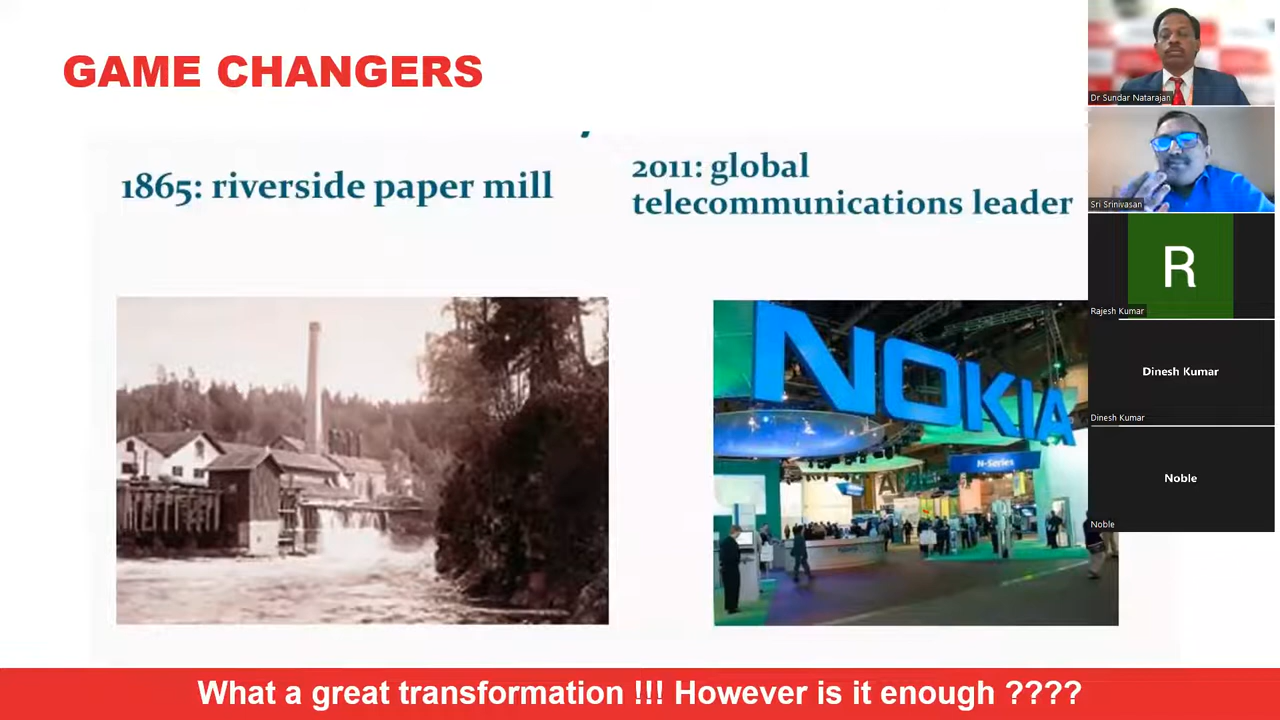 GAME CHANGERS
1865: riverside paper mill
2011: global
telecommunications leader
NOKIA
N-Series
What a great transformation !!! However is it enough ????
Dr Sundar Natarajan
Sri Srinivasan
R
Rajesh Kumar
Dinesh Kumar
Dinesh Kumar
Noble
Noble